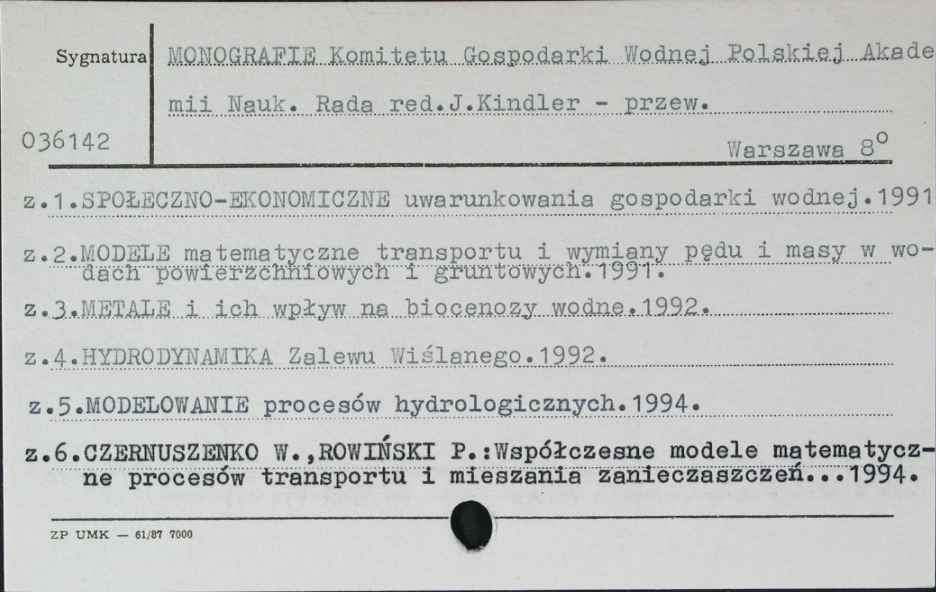 Sygnatura
MONOGRAFIE Komitetu Gospodarki Wodnej Polskiej Akade
mii Nauk. Rada red.J.Kindler - przew.
036142
Warszawa 8°
z.1.SPOŁECZNO-EKONOMICZNE uwarunkowania gospodarki wodnej.1991
z.2.MODELE matematyczne transportu i wymiany pędu i masy w wo-
dach powierzchniowych i gruntowych.1991.
z.3.METALE i ich wpływ na biocenozy wodne.1992.
z.4.HYDRODYNAMIKA Zalewu Wiślanego.1992.
z.5.MODELOWANIE procesów hydrologicznych.1994.
z.6.CZERNUSZENKO W.,ROWIŃSKI P.:Współczesne modele matematycz-
ne procesów transportu i mieszania zanieczaszczeń...1994.
ZP UMK — 61/87 7000